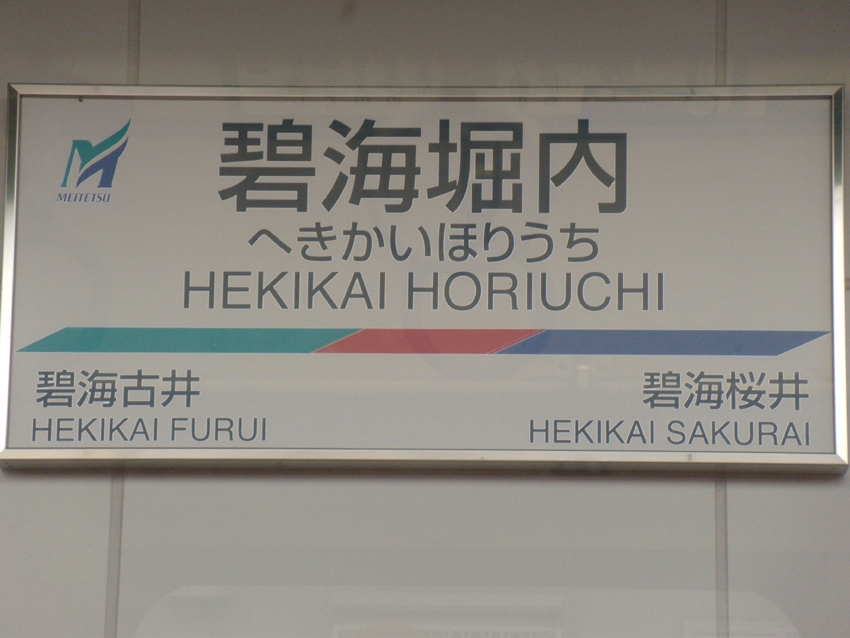 MEITETSU
碧海堀内
へきかいほりうち
HEKIKAI HORIUCHI
碧海古井
HEKIKAI FURUI
碧海桜井
HEKIKAI SAKURAI